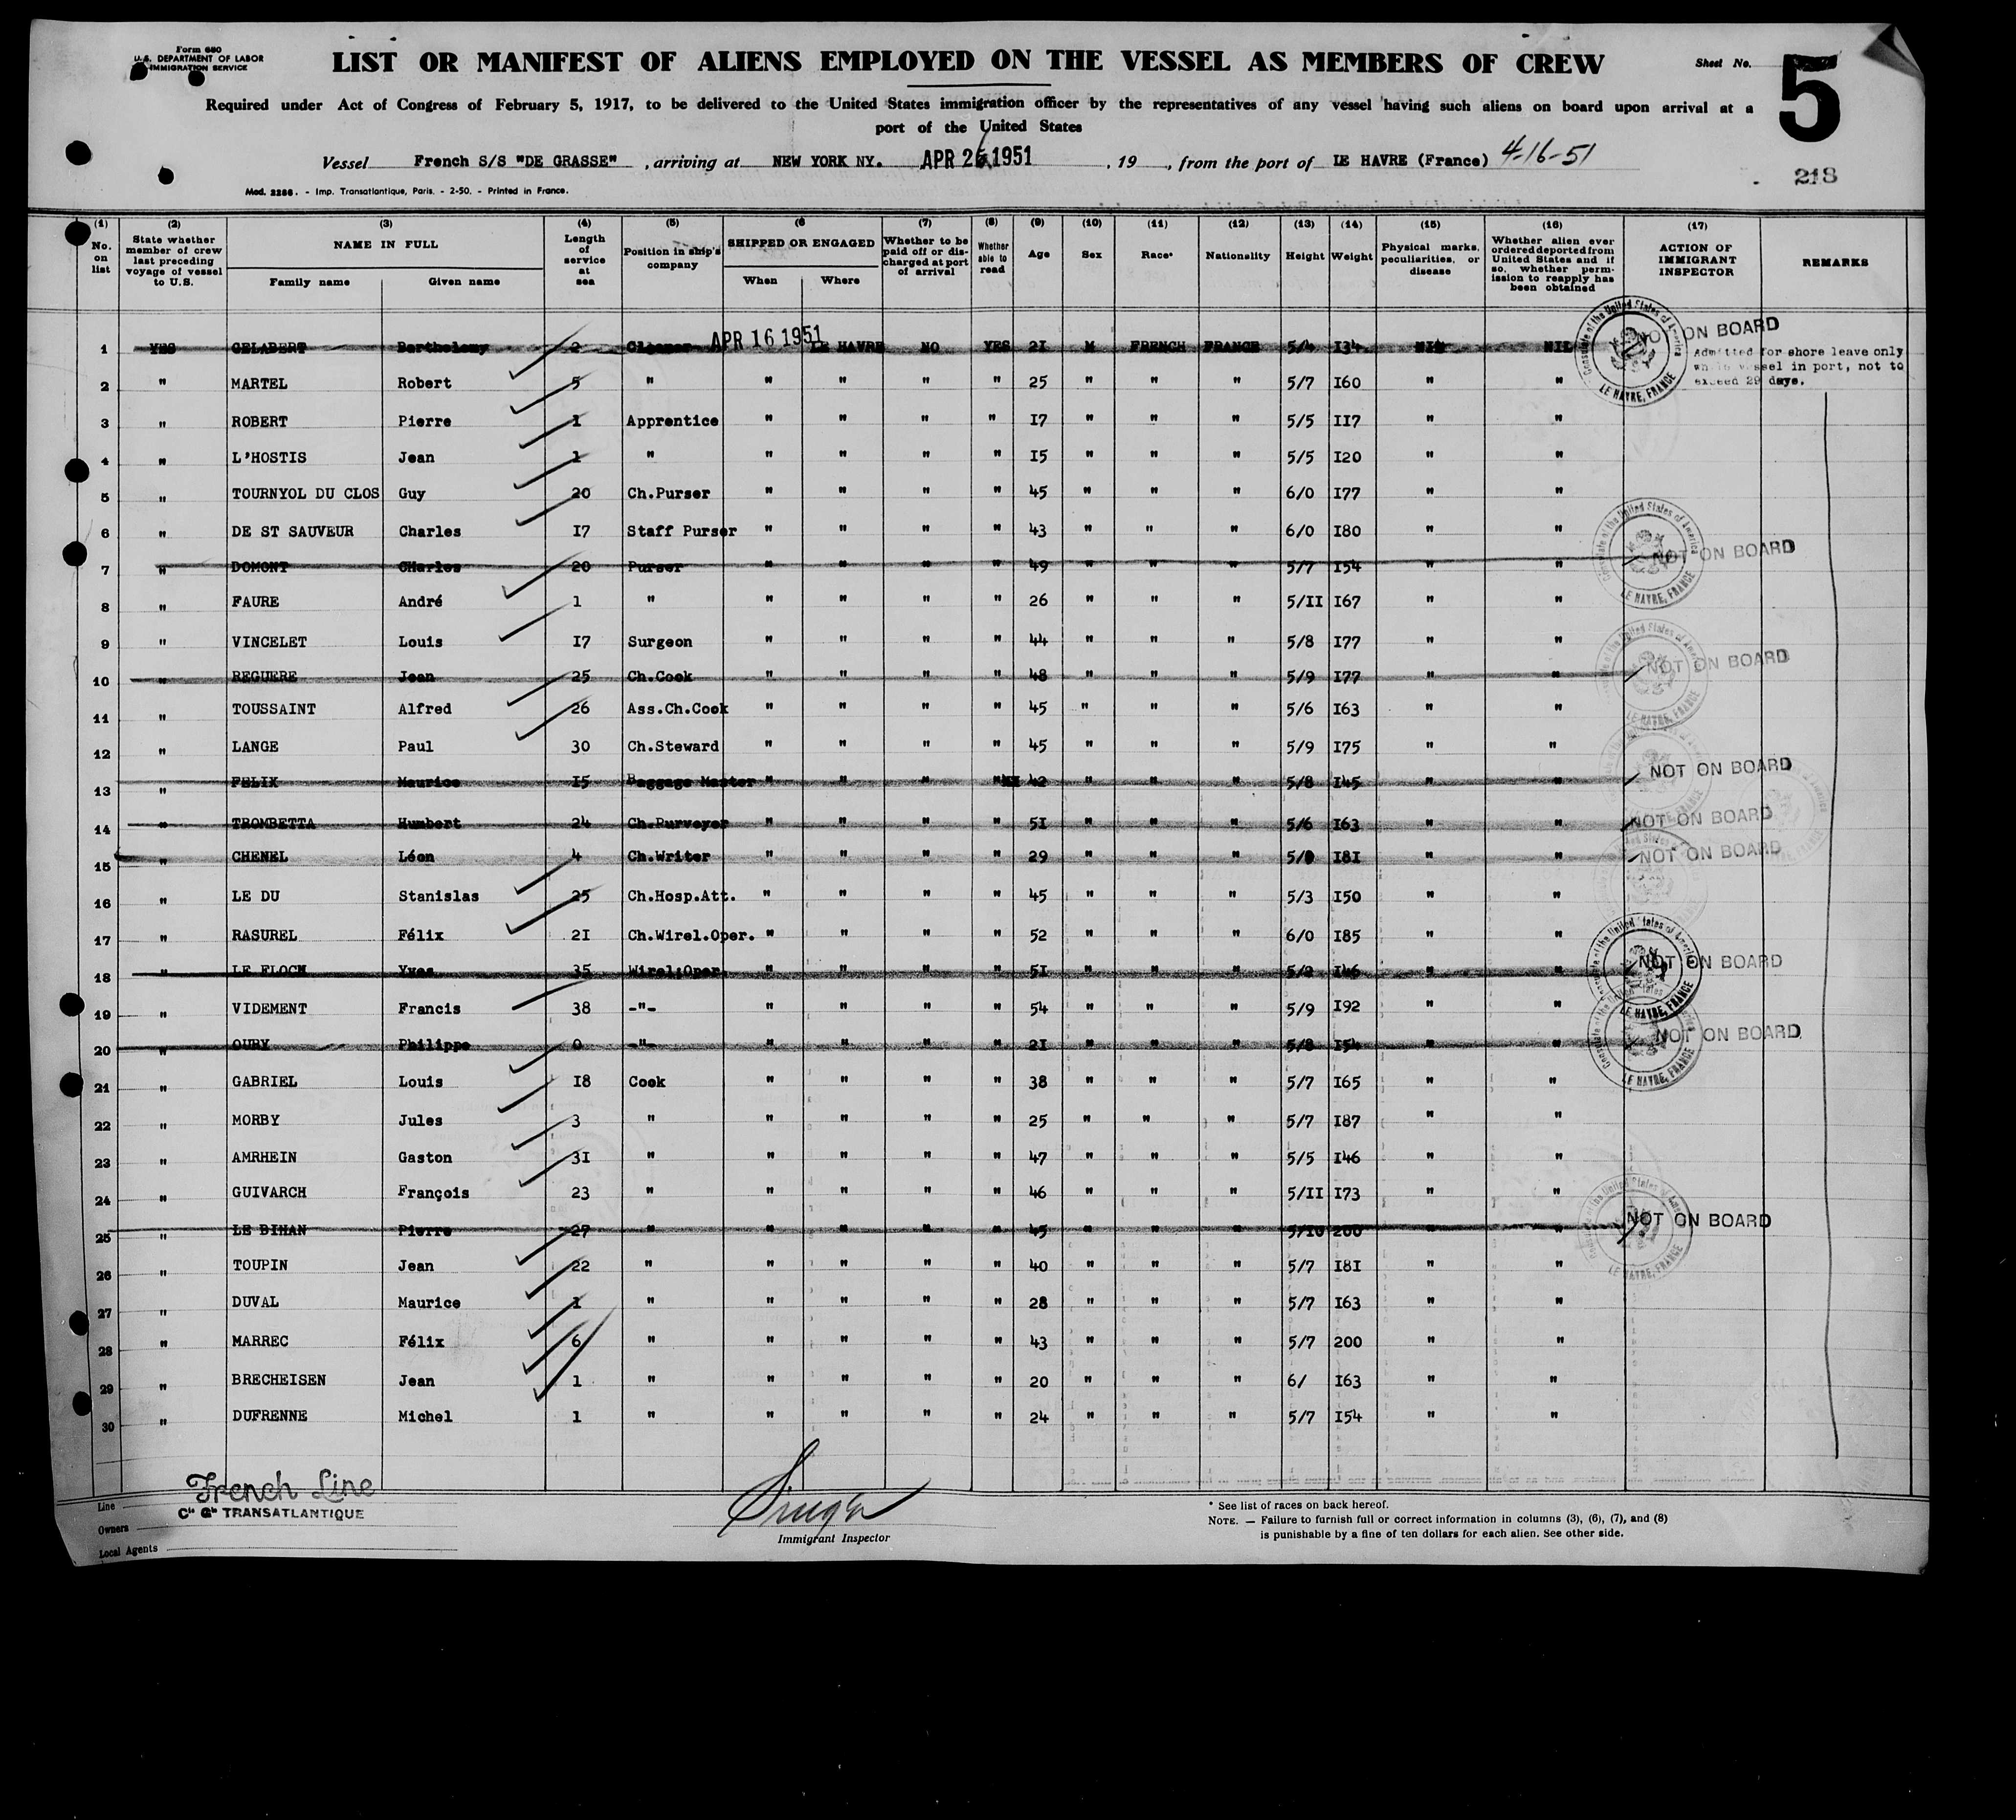 Form 680
U.S. DEPARTMENT OF LABOR
IMMIGRATION SERVICE
LIST OR MANIFEST OF ALIENS EMPLOYED ON THE VESSEL AS MEMBERS OF CREW
Sheet No. 5
Required under Act of Congress of February 5, 1917, to be delivered to the United States immigration officer by the representatives of any vessel having such aliens on board upon arrival at a
port of the United States
Vessel French S/S "DE GRASSE" , arriving at NEW YORK NY. APR 26 1951 , 19 , from the port of LE HAVRE (France) 4-16-51
218
Mod. 2286. - Imp. Transatlantique, Paris. - 2-50. - Printed in France.
(1) No. on list (2) State whether member of crew last preceding voyage of vessel to U.S. (3) NAME IN FULL Family name Given name (4) Length of service at sea (5) Position in ship's company (6 SHIPPED OR ENGAGED When Where (7) Whether to be paid off or discharged at port of arrival (8) Whether able to read (9) Age (10) Sex (11) Race* (12) Nationality (13) Height (14) Weight (15) Physical marks, peculiarities, or disease (16) Whether alien ever ordered deported from United States and if so, whether permission to reapply has been obtained (17) ACTION OF IMMIGRANT INSPECTOR REMARKS
1 YES GELABERT Barthelemy 2 Cleaner APR 16 1951 LE HAVRE NO YES 21 M FRENCH FRANCE 5/4 134 NIL NIL NOT ON BOARD
Admitted for shore leave only
while vessel in port, not to
exceed 29 days.
2 " MARTEL Robert 5 " " " " " 25 " " " 5/7 160 " "
3 " ROBERT Pierre 1 Apprentice " " " " 17 " " " 5/5 117 " "
4 " L'HOSTIS Jean 1 " " " " " 15 " " " 5/5 120 " "
5 " TOURNYOL DU CLOS Guy 20 Ch.Purser " " " " 45 " " " 6/0 177 " "
6 " DE ST SAUVEUR Charles 17 Staff Purser " " " " 43 " " " 6/0 180 " "
7 " DOMONT CHarles 20 Purser " " " " 49 " " " 5/7 154 " " NOT ON BOARD
8 " FAURE André 1 " " " " " 26 " " " 5/11 167 " "
9 " VINCELET Louis 17 Surgeon " " " " 44 " " " 5/8 177 " "
10 " REGUERE Jean 25 Ch.Cook " " " " 48 " " " 5/9 177 " " NOT ON BOARD
11 " TOUSSAINT Alfred 26 Ass.Ch.Cook " " " " 45 " " " 5/6 163 " "
12 " LANGE Paul 30 Ch.Steward " " " " 45 " " " 5/9 175 " "
13 " FELIX Maurice 15 Baggage Master " " " " 42 " " " 5/8 145 " " NOT ON BOARD
14 " TROMBETTA Humbert 24 Ch.Purveyor " " " " 51 " " " 5/6 163 " " NOT ON BOARD
15 " CHENEL Léon 4 Ch.Writer " " " " 29 " " " 181 " " NOT ON BOARD
16 " LE DU Stanislas 25 Ch.Hosp.Att. " " " " 45 " " " 5/3 150 " "
17 " RASUREL Félix 21 Ch.Wirel.Oper. " " " " 52 " " " 6/0 185 " "
18 " LE FLOCH Yves 35 Wirel.Oper. " " " " 51 " " " 5/2 146 " " NOT ON BOARD
19 " VIDEMENT Francis 38 -"- " " " " 54 " " " 5/9 192 " "
20 " OURY Philippe 0 -"- " " " " 21 " " " 5/8 154 " " NOT ON BOARD
21 " GABRIEL Louis 18 Cook " " " " 38 " " " 5/7 165 " "
22 " MORBY Jules 3 " " " " " 25 " " " 5/7 187 " "
23 " AMRHEIN Gaston 31 " " " " " 47 " " " 5/5 146 " "
24 " GUIVARCH François 23 " " " " " 46 " " " 5/11 173 " "
25 " LE BIHAN Pierre 27 " " " " " 45 " " " 5/10 200 " " NOT ON BOARD
26 " TOUPIN Jean 22 " " " " " 40 " " " 5/7 181 " "
27 " DUVAL Maurice 1 " " " " " 28 " " " 5/7 163 " "
28 " MARREC Félix 6 " " " " " 43 " " " 5/7 200 " "
29 " BRECHEISEN Jean 1 " " " " " 20 " " " 6/ 163 " "
30 " DUFRENNE Michel 1 " " " " " 24 " " " 5/7 154 " "
Consulate of the United States of America LE HAVRE, FRANCE
Line French Line
Owners Cie Gle TRANSATLANTIQUE
Local Agents
Immigrant Inspector
* See list of races on back hereof.
NOTE. — Failure to furnish full or correct information in columns (3), (6), (7), and (8)
is punishable by a fine of ten dollars for each alien. See other side.